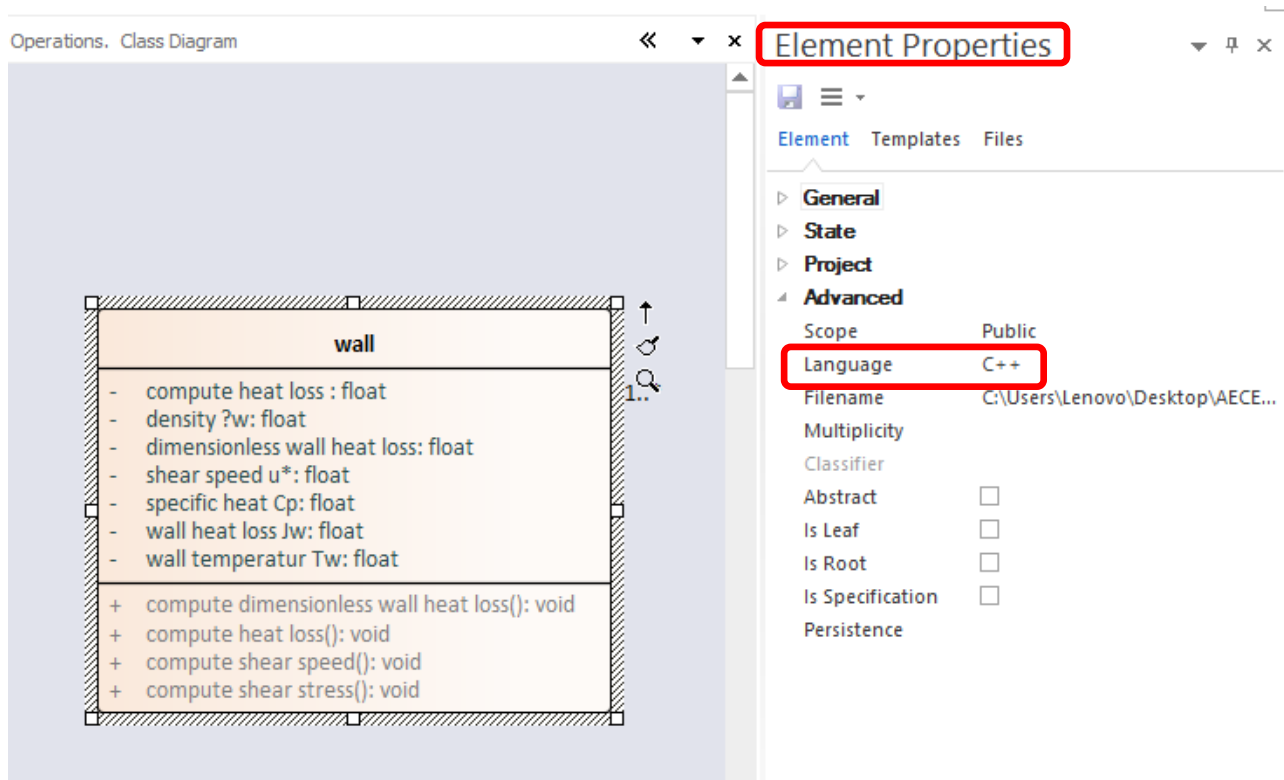 Operations. Class Diagram
Element Properties
Element Templates Files
General
State
Project
Advanced
Scope Public
Language C++
Filename C:\Users\Lenovo\Desktop\AECE...
Multiplicity
Classifier
Abstract
Is Leaf
Is Root
Is Specification
Persistence
wall
- compute heat loss : float
- density ?w: float
- dimensionless wall heat loss: float
- shear speed u*: float
- specific heat Cp: float
- wall heat loss Jw: float
- wall temperatur Tw: float
+ compute dimensionless wall heat loss(): void
+ compute heat loss(): void
+ compute shear speed(): void
+ compute shear stress(): void
1..